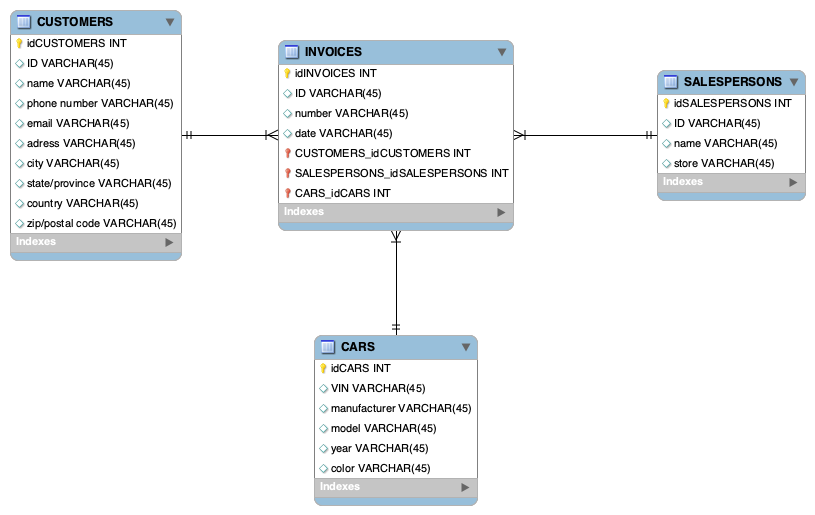 CUSTOMERS
idCUSTOMERS INT
ID VARCHAR(45)
name VARCHAR(45)
phone number VARCHAR(45)
email VARCHAR(45)
adress VARCHAR(45)
city VARCHAR(45)
state/province VARCHAR(45)
country VARCHAR(45)
zip/postal code VARCHAR(45)
Indexes
INVOICES
idINVOICES INT
ID VARCHAR(45)
number VARCHAR(45)
date VARCHAR(45)
CUSTOMERS_idCUSTOMERS INT
SALESPERSONS_idSALESPERSONS INT
CARS_idCARS INT
Indexes
SALESPERSONS
idSALESPERSONS INT
ID VARCHAR(45)
name VARCHAR(45)
store VARCHAR(45)
Indexes
CARS
idCARS INT
VIN VARCHAR(45)
manufacturer VARCHAR(45)
model VARCHAR(45)
year VARCHAR(45)
color VARCHAR(45)
Indexes